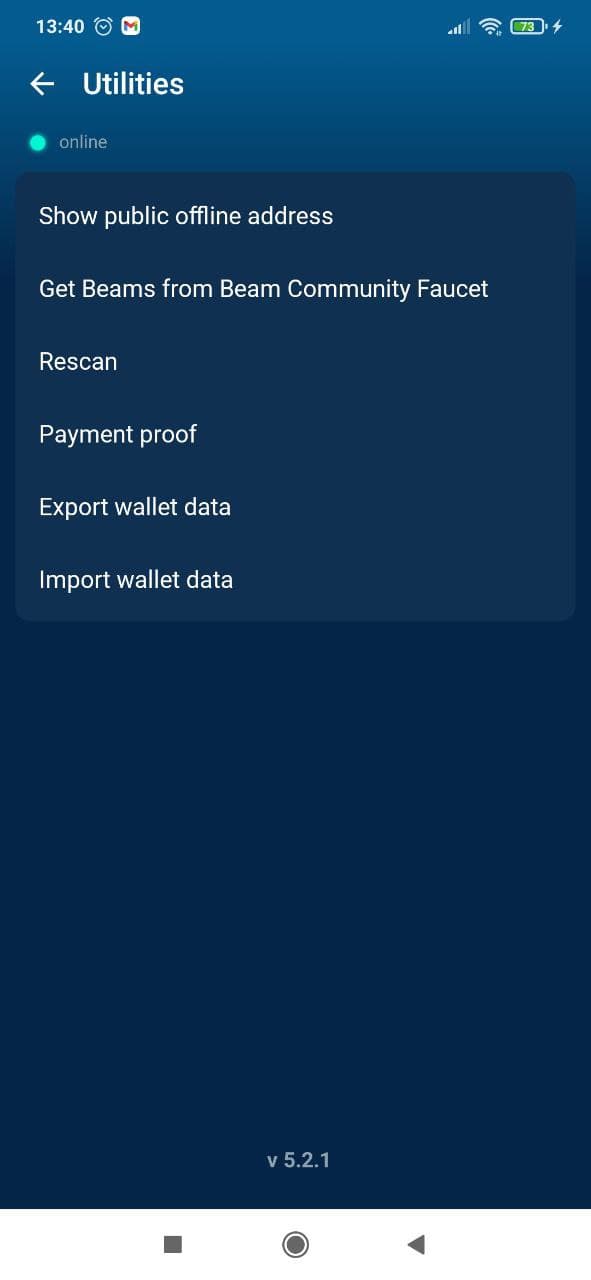 13:40
73
Utilities
online
Show public offline address
Get Beams from Beam Community Faucet
Rescan
Payment proof
Export wallet data
Import wallet data
v 5.2.1